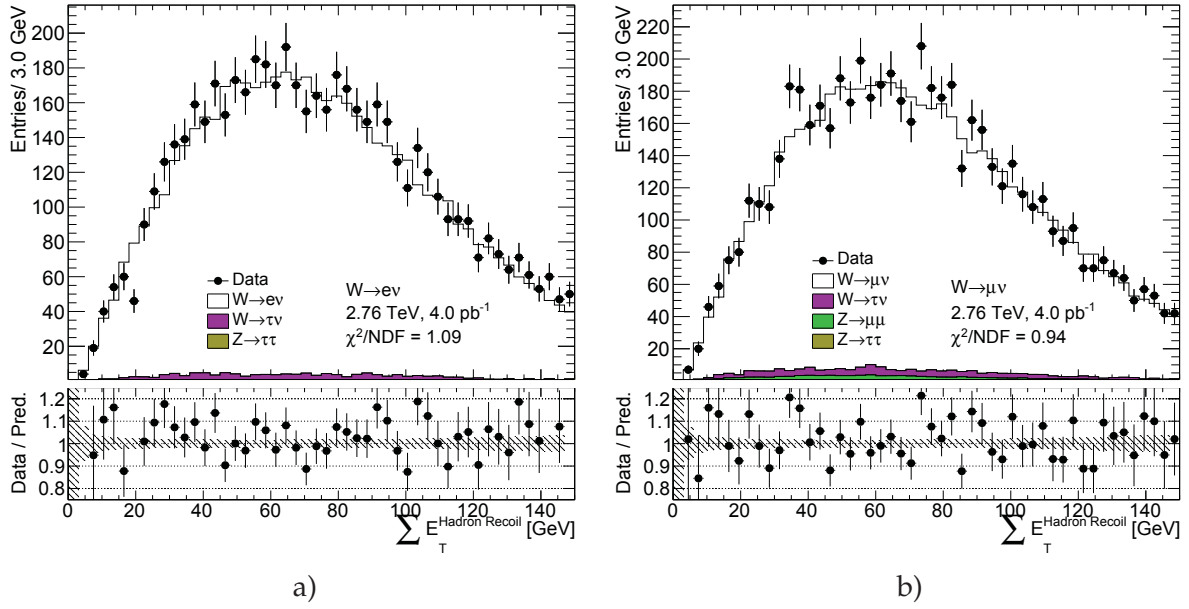 Entries/ 3.0 GeV
200
180
160
140
120
100
80
60
40
20
Data
W→eν
W→τν
Z→ττ
W→eν
2.76 TeV, 4.0 pb⁻¹
χ²/NDF = 1.09
Data / Pred.
1.2
1.1
1
0.9
0.8
0 20 40 60 80 100 120 140
∑ E_T^Hadron Recoil [GeV]
a)
Entries/ 3.0 GeV
220
200
180
160
140
120
100
80
60
40
20
Data
W→μν
W→τν
Z→μμ
Z→ττ
W→μν
2.76 TeV, 4.0 pb⁻¹
χ²/NDF = 0.94
Data / Pred.
1.2
1.1
1
0.9
0.8
0 20 40 60 80 100 120 140
∑ E_T^Hadron Recoil [GeV]
b)